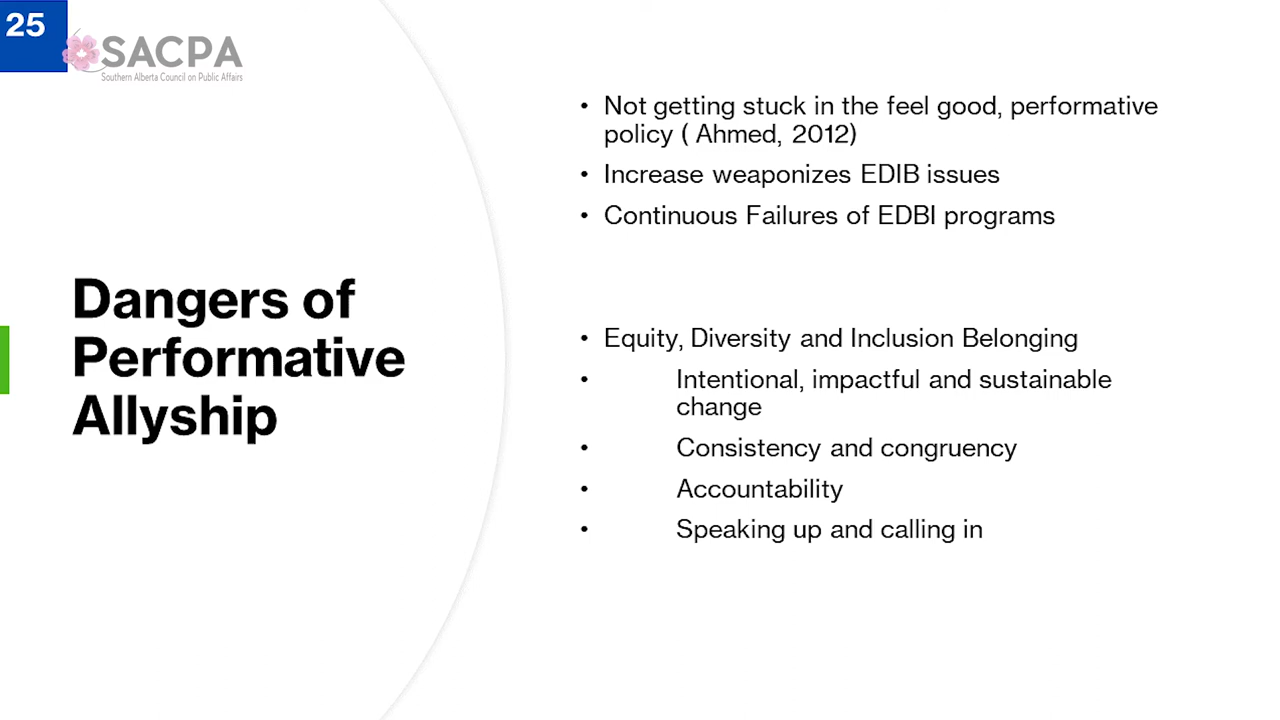 25
SACPA
Southern Alberta Council on Public Affairs
Dangers of
Performative
Allyship
• Not getting stuck in the feel good, performative
policy ( Ahmed, 2012)
• Increase weaponizes EDIB issues
• Continuous Failures of EDBI programs
• Equity, Diversity and Inclusion Belonging
• Intentional, impactful and sustainable
change
• Consistency and congruency
• Accountability
• Speaking up and calling in